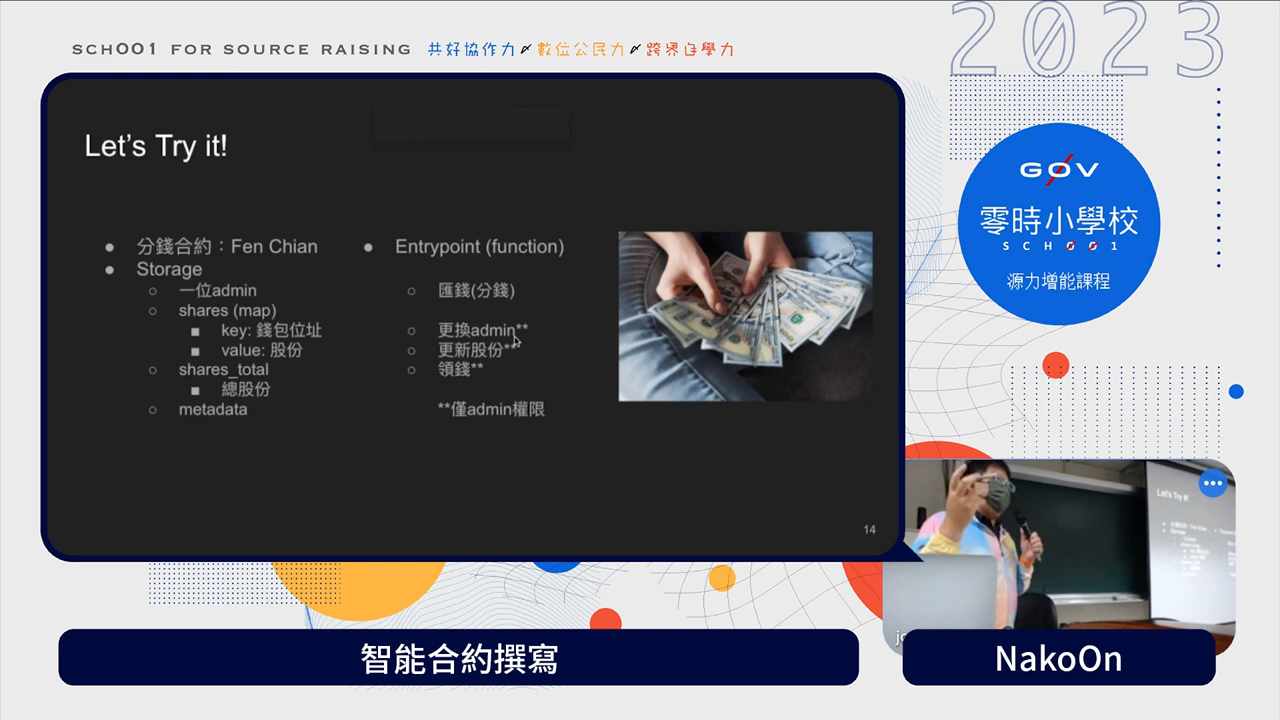 2023
SCH001 FOR SOURCE RAISING 共好協作力 數位公民力 跨界自學力
GOV
零時小學校
SCH001
源力增能課程
Let's Try it!
● 分錢合約：Fen Chian
● Storage
○ 一位admin
○ shares (map)
■ key: 錢包位址
■ value: 股份
○ shares_total
■ 總股份
○ metadata
● Entrypoint (function)
○ 匯錢(分錢)
○ 更換admin**
○ 更新股份**
○ 領錢**
**僅admin權限
14
Let's Try it!
智能合約撰寫
NakoOn